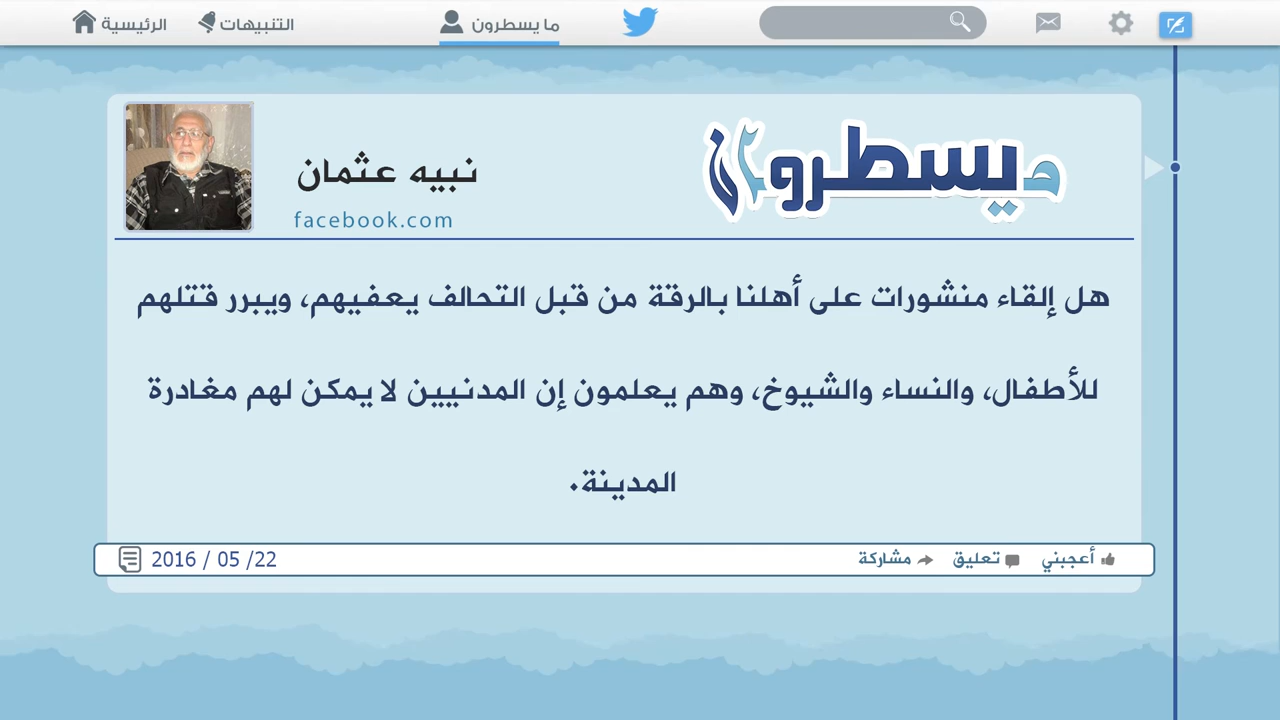 الرئيسية التنبيهات ما يسطرون
ما يسطرون
نبيه عثمان
facebook.com
هل إلقاء منشورات على أهلنا بالرقة من قبل التحالف يعفيهم، ويبرر قتلهم
للأطفال، والنساء والشيوخ، وهم يعلمون إن المدنيين لا يمكن لهم مغادرة
المدينة.
أعجبني تعليق مشاركة
2016 / 05 /22